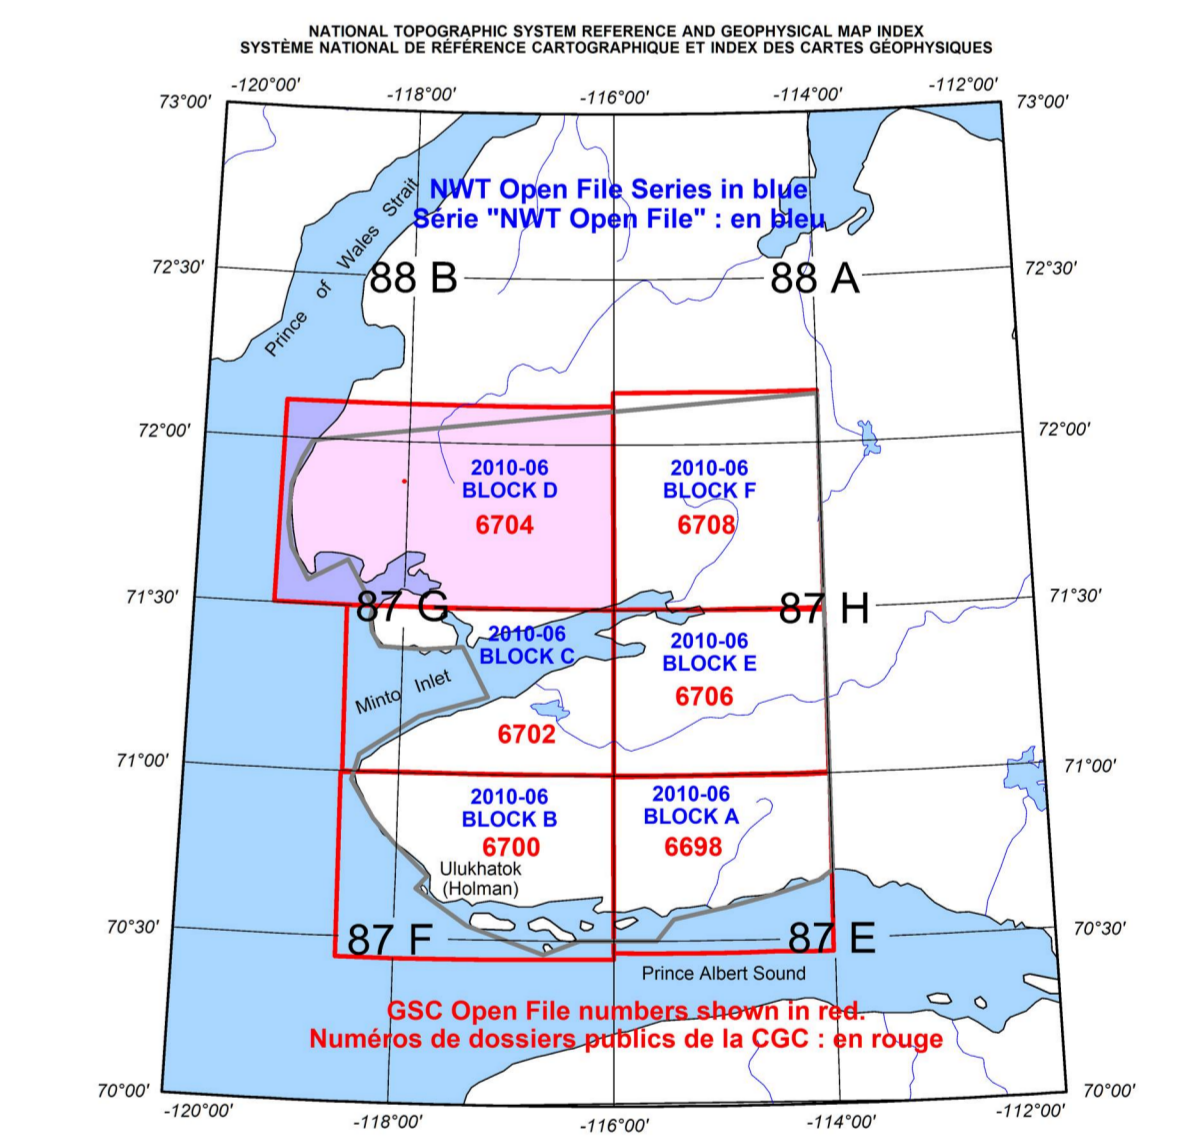 NATIONAL TOPOGRAPHIC SYSTEM REFERENCE AND GEOPHYSICAL MAP INDEX
SYSTÈME NATIONAL DE RÉFÉRENCE CARTOGRAPHIQUE ET INDEX DES CARTES GÉOPHYSIQUES
-120°00' -118°00' -116°00' -114°00' -112°00'
73°00' 73°00'
NWT Open File Series in blue
Série "NWT Open File" : en bleu
Prince of Wales Strait
72°30' 88 B 88 A 72°30'
72°00' 72°00'
2010-06 2010-06
BLOCK D BLOCK F
6704 6708
71°30' 87 G 87 H 71°30'
2010-06 2010-06
BLOCK C BLOCK E
Minto Inlet 6706
6702
71°00' 71°00'
2010-06 2010-06
BLOCK B BLOCK A
6700 6698
Ulukhatok
(Holman)
70°30' 87 F 87 E 70°30'
Prince Albert Sound
GSC Open File numbers shown in red.
Numéros de dossiers publics de la CGC : en rouge
70°00' 70°00'
-120°00' -118°00' -116°00' -114°00' -112°00'